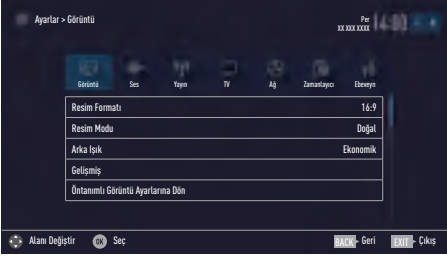 Ayarlar > Görüntü
Per
xx xxx xxxx
14:00
Görüntü Ses Yayın TV Ağ Zamanlayıcı Ebeveyn
Resim Formatı 16:9
Resim Modu Doğal
Arka Işık Ekonomik
Gelişmiş
Öntanımlı Görüntü Ayarlarına Dön
Alanı Değiştir OK Seç BACK Geri EXIT Çıkış